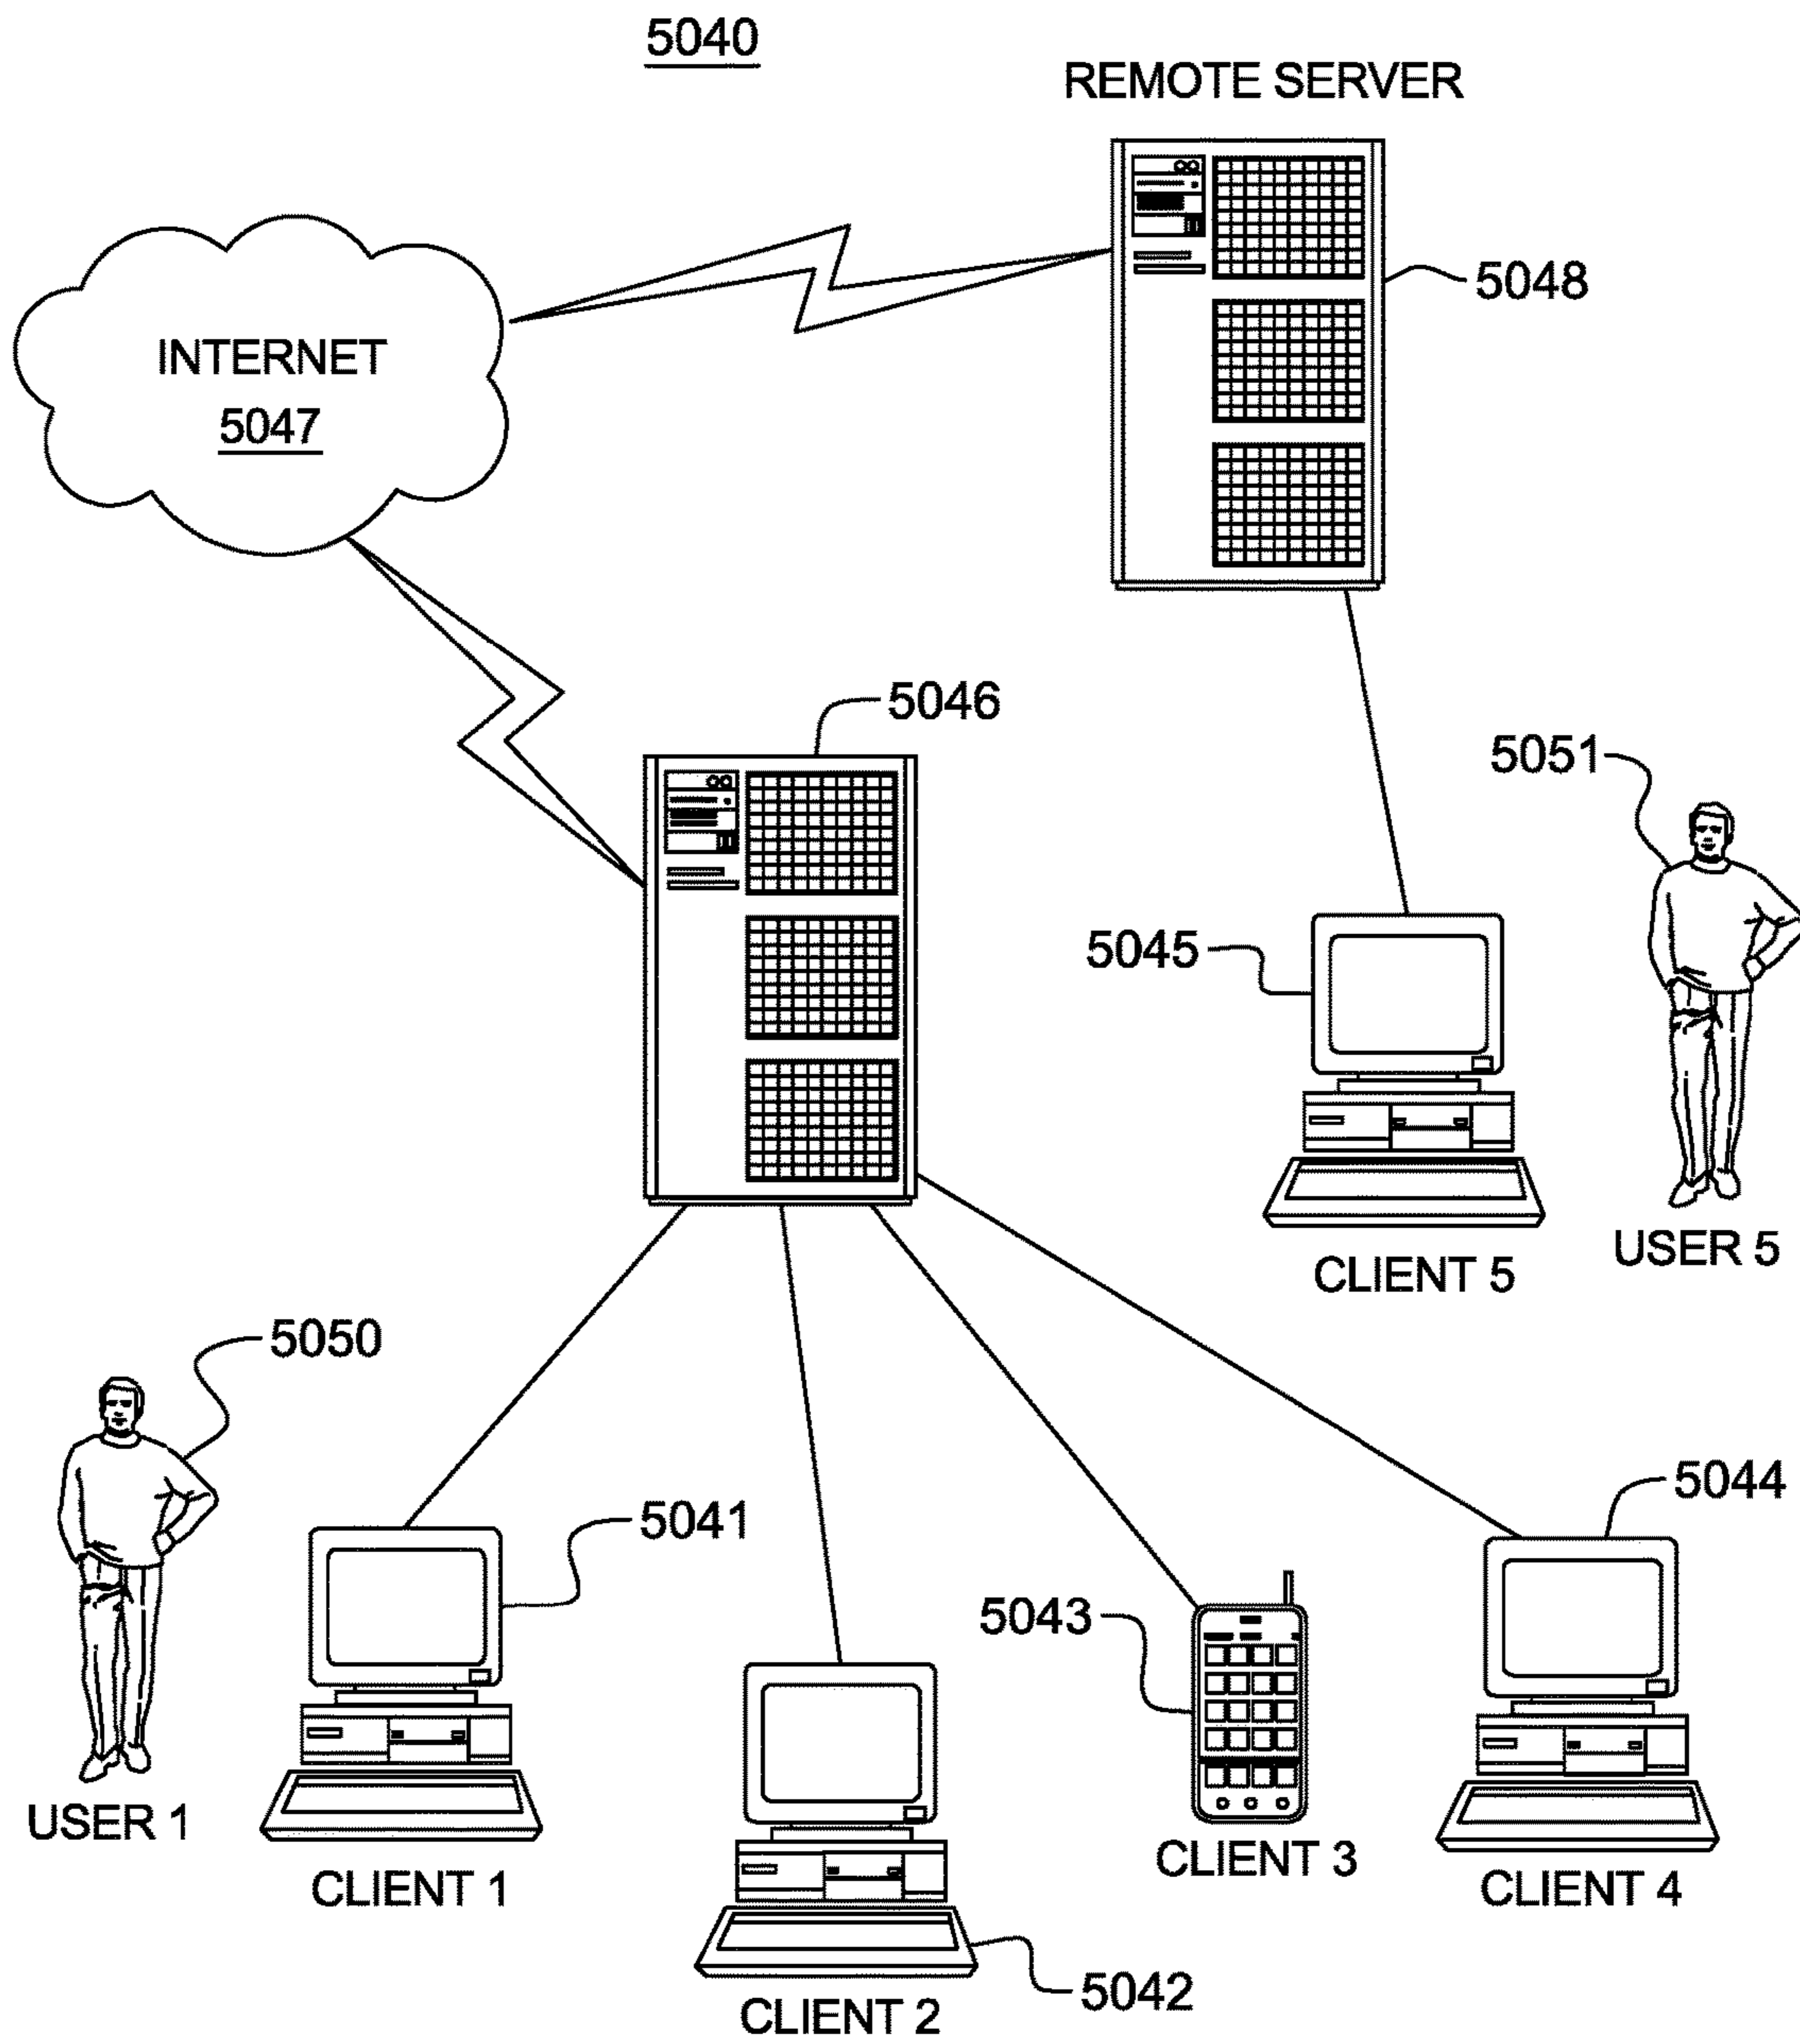 5040
REMOTE SERVER
5048
INTERNET
5047
5046
5051
5045
USER 5
CLIENT 5
5050
5044
5041
5043
USER 1
CLIENT 3
CLIENT 1
CLIENT 4
5042
CLIENT 2